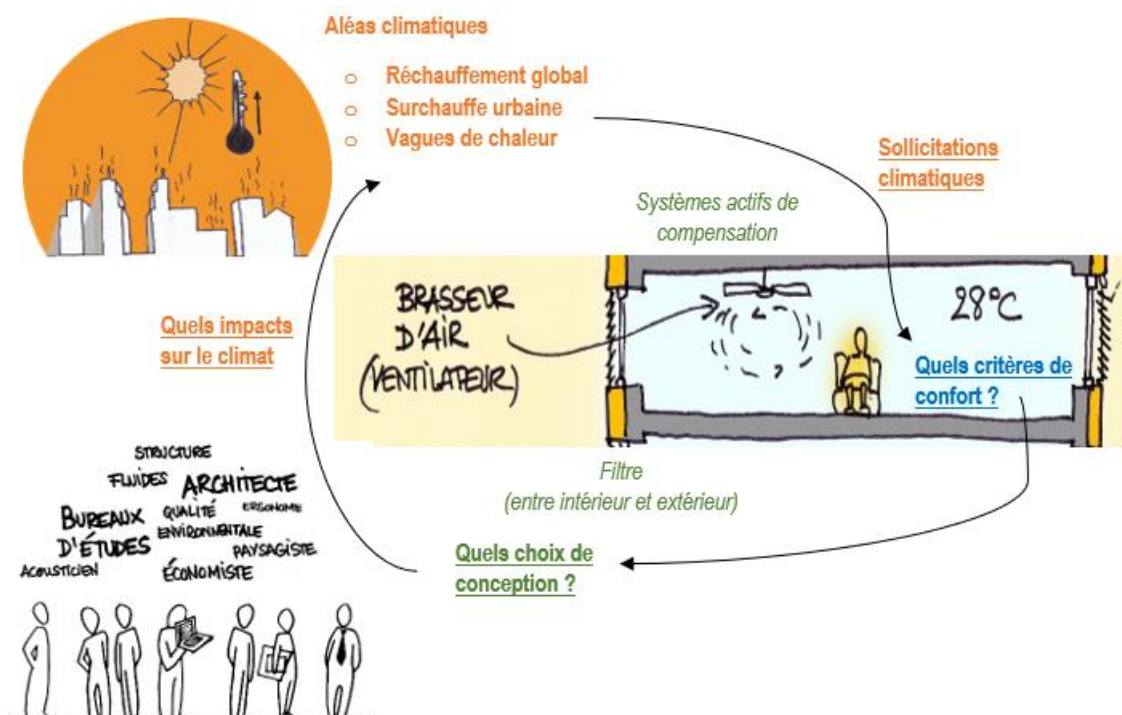 Aléas climatiques
o Réchauffement global
o Surchauffe urbaine
o Vagues de chaleur
Sollicitations
climatiques
Systèmes actifs de
compensation
BRASSEUR
D'AIR
(VENTILATEUR)
28°C
Quels critères de
confort ?
Quels impacts
sur le climat
Filtre
(entre intérieur et extérieur)
Quels choix de
conception ?
STRUCTURE
FLUIDES
ARCHITECTE
BUREAUX
D'ÉTUDES
QUALITÉ
ENVIRONNMENTALE
ERGONOME
PAYSAGISTE
ACOUSTICIEN
ÉCONOMISTE